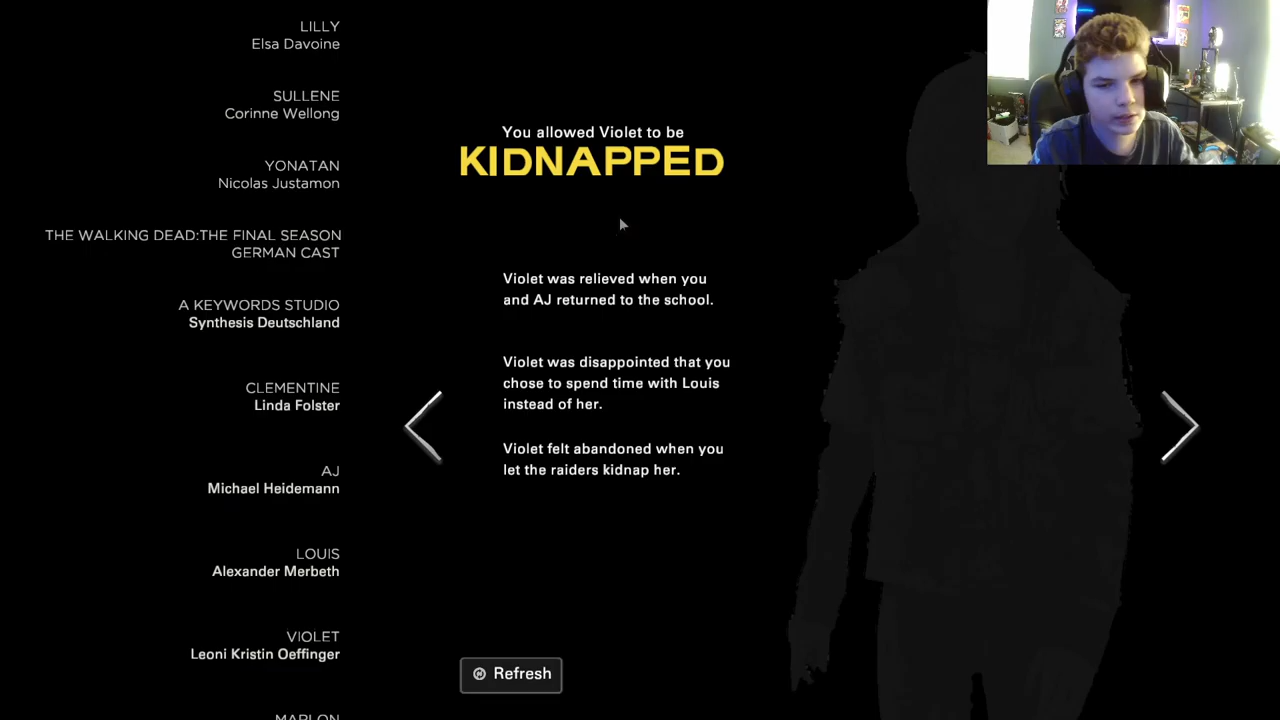 LILLY
Elsa Davoine
SULLENE
Corinne Wellong
YONATAN
Nicolas Justamon
THE WALKING DEAD:THE FINAL SEASON
GERMAN CAST
A KEYWORDS STUDIO
Synthesis Deutschland
CLEMENTINE
Linda Folster
AJ
Michael Heidemann
LOUIS
Alexander Merbeth
VIOLET
Leoni Kristin Oeffinger
MARLON
You allowed Violet to be
KIDNAPPED
Violet was relieved when you
and AJ returned to the school.
Violet was disappointed that you
chose to spend time with Louis
instead of her.
Violet felt abandoned when you
let the raiders kidnap her.
Refresh